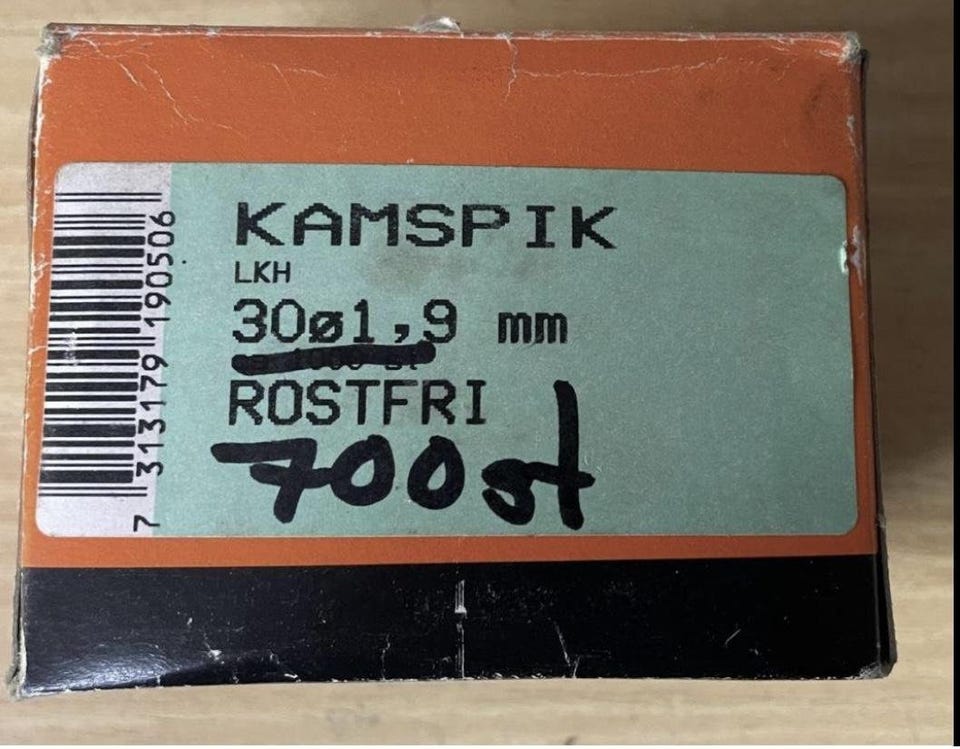 KAMSPIK
LKH
30ø1,9 mm
ROSTFRI
700st
7 313179 190506